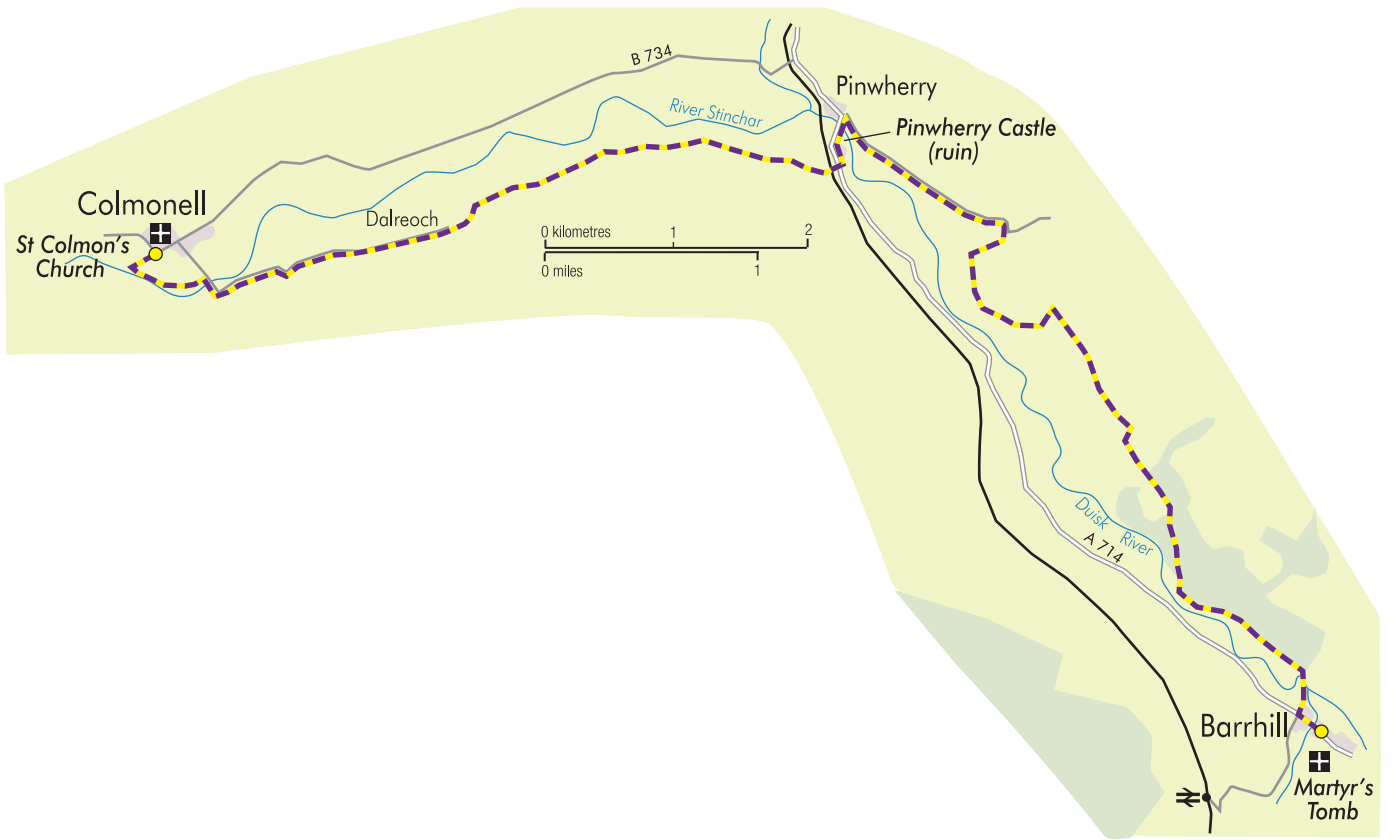 B 734
River Stinchar
Pinwherry
Pinwherry Castle
(ruin)
Colmonell
Dalreoch
St Colmon's
Church
0 kilometres 1 2
0 miles 1
Duisk River
A 714
Barrhill
Martyr's
Tomb